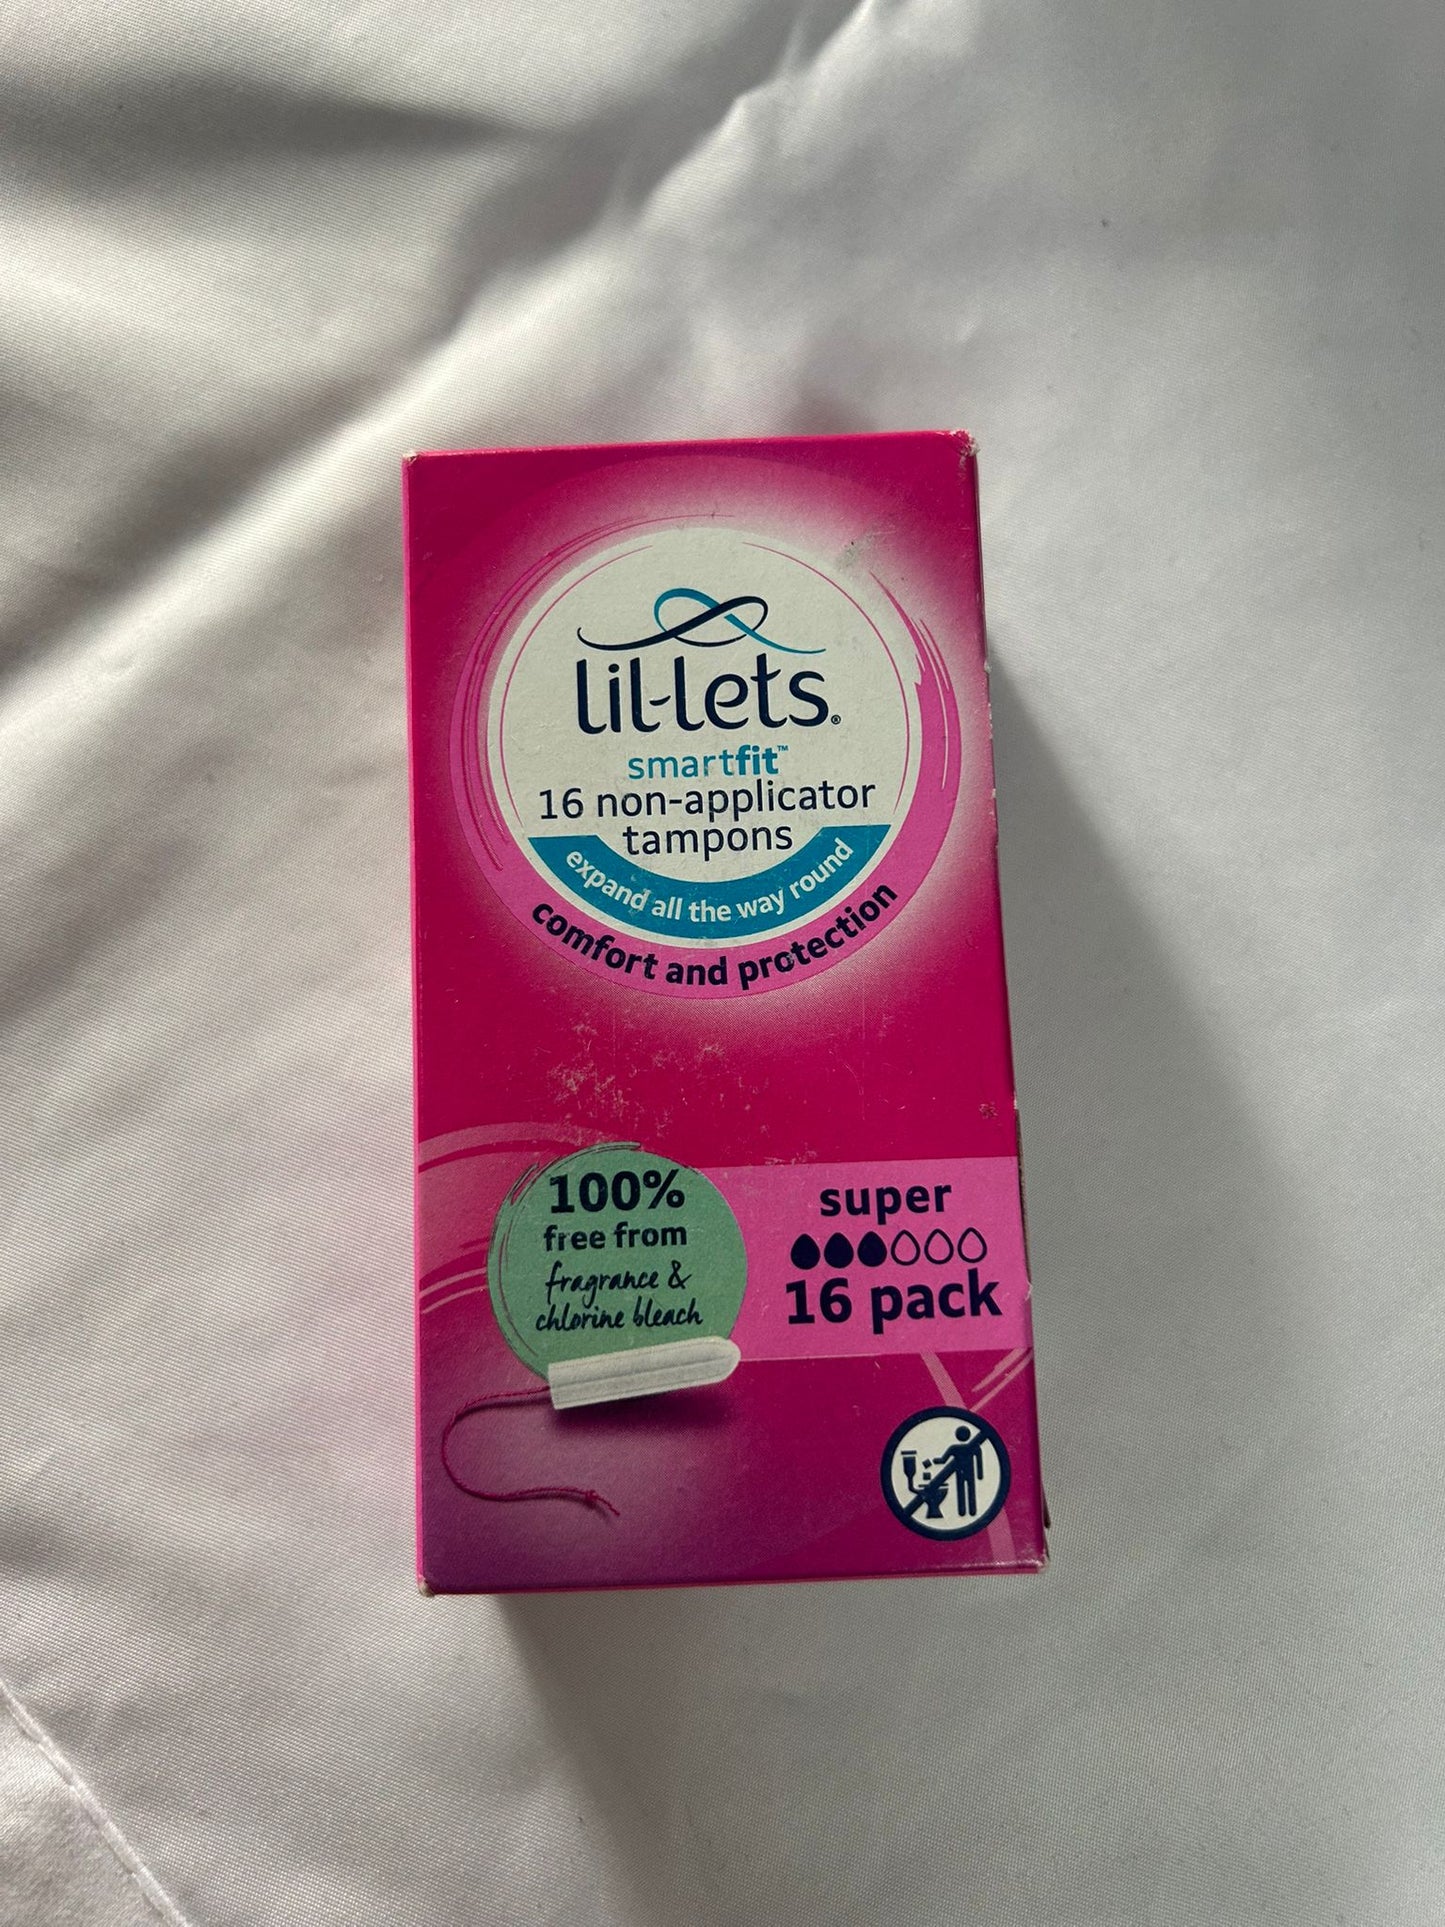 lil-lets®
smartfit™
16 non-applicator
tampons
expand all the way round
comfort and protection
100%
free from
fragrance &
chlorine bleach
super
16 pack